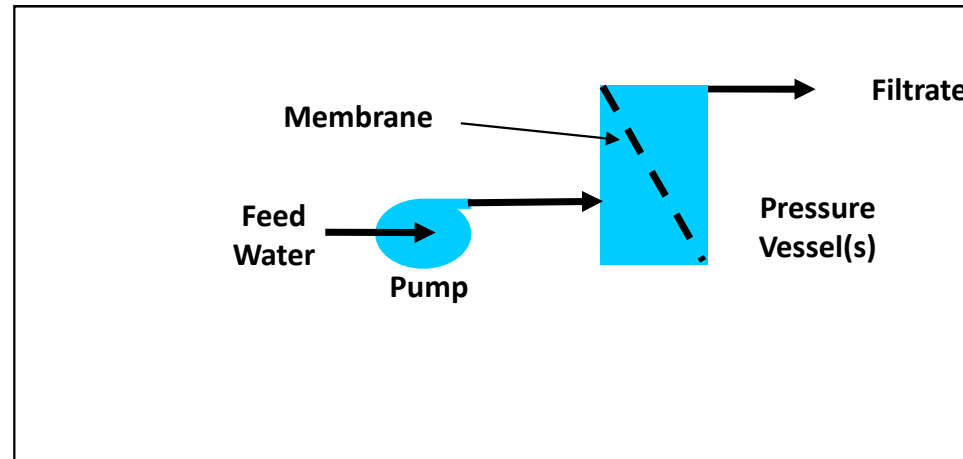 Filtrate
Membrane
Feed
Water
Pump
Pressure
Vessel(s)